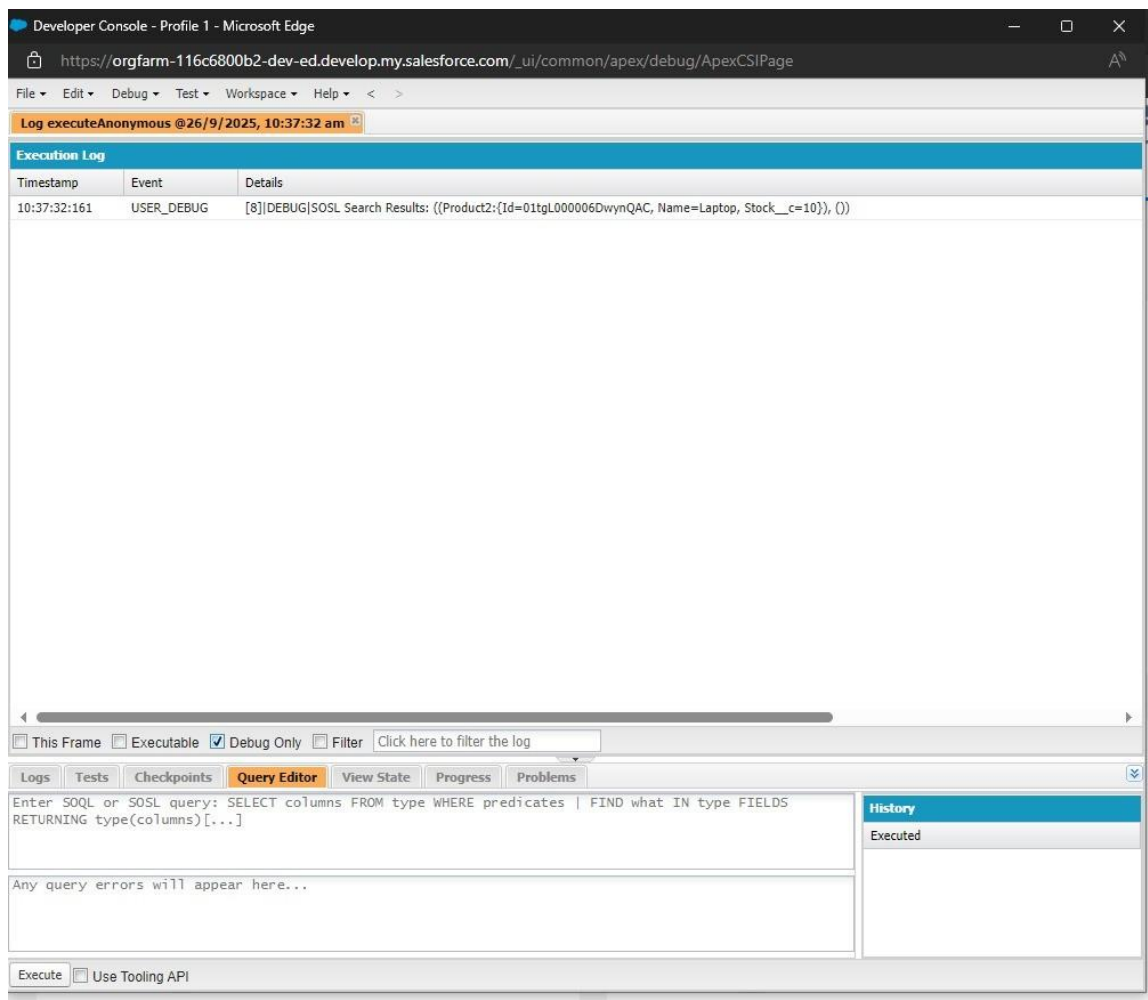 Developer Console - Profile 1 - Microsoft Edge
https://orgfarm-116c6800b2-dev-ed.develop.my.salesforce.com/_ui/common/apex/debug/ApexCSIPage
File Edit Debug Test Workspace Help < >
Log executeAnonymous @26/9/2025, 10:37:32 am
Execution Log
Timestamp Event Details
10:37:32:161 USER_DEBUG [8]|DEBUG|SOSL Search Results: ((Product2:{Id=01tgL000006DwynQAC, Name=Laptop, Stock__c=10}), ())
This Frame Executable Debug Only Filter Click here to filter the log
Logs Tests Checkpoints Query Editor View State Progress Problems
Enter SOQL or SOSL query: SELECT columns FROM type WHERE predicates | FIND what IN type FIELDS
RETURNING type(columns)[...]
History
Executed
Any query errors will appear here...
Execute Use Tooling API